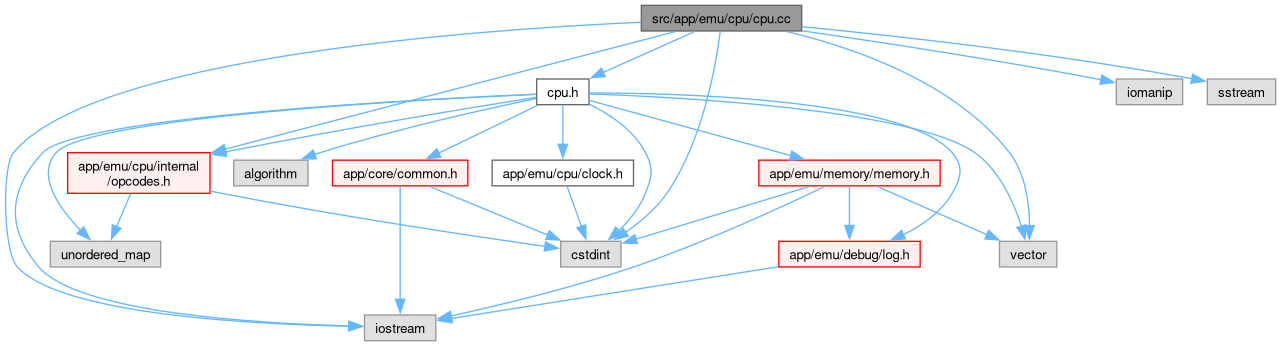 src/app/emu/cpu/cpu.cc
cpu.h
iomanip
sstream
app/emu/cpu/internal
/opcodes.h
algorithm
app/core/common.h
app/emu/cpu/clock.h
app/emu/memory/memory.h
unordered_map
cstdint
app/emu/debug/log.h
vector
iostream